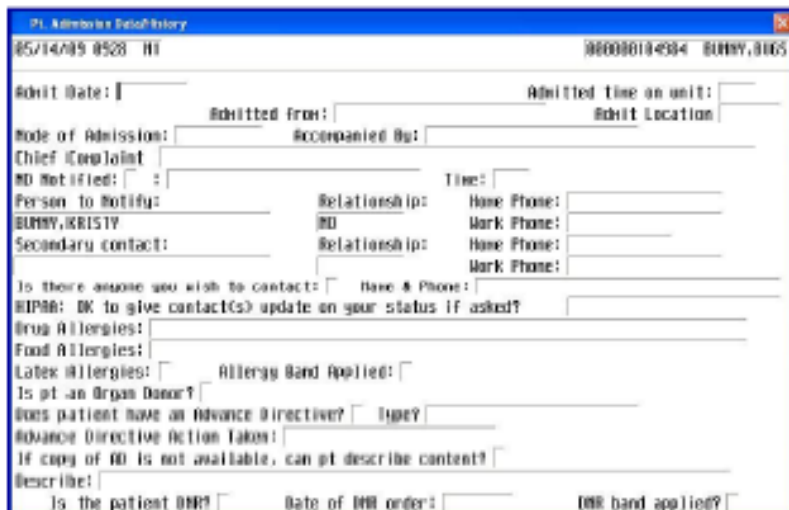 Pt. Admission Data/History
05/14/09 0928 MI 000000104984 BUNNY,BUGS
Admit Date: Admitted time on unit:
Admitted from: Admit Location
Mode of Admission: Accompanied By:
Chief Complaint
MD Notified: : Time:
Person to Notify: Relationship: Home Phone:
BUNNY,KRISTY MO Work Phone:
Secondary contact: Relationship: Home Phone:
Work Phone:
Is there anyone you wish to contact: Name & Phone:
HIPAA: OK to give contact(s) update on your status if asked?
Drug Allergies:
Food Allergies:
Latex Allergies: Allergy Band Applied:
Is pt an Organ Donor?
Does patient have an Advance Directive? Type?
Advance Directive Action Taken:
If copy of AD is not available, can pt describe content?
Describe:
Is the patient DNR? Date of DNR order: DNR band applied?